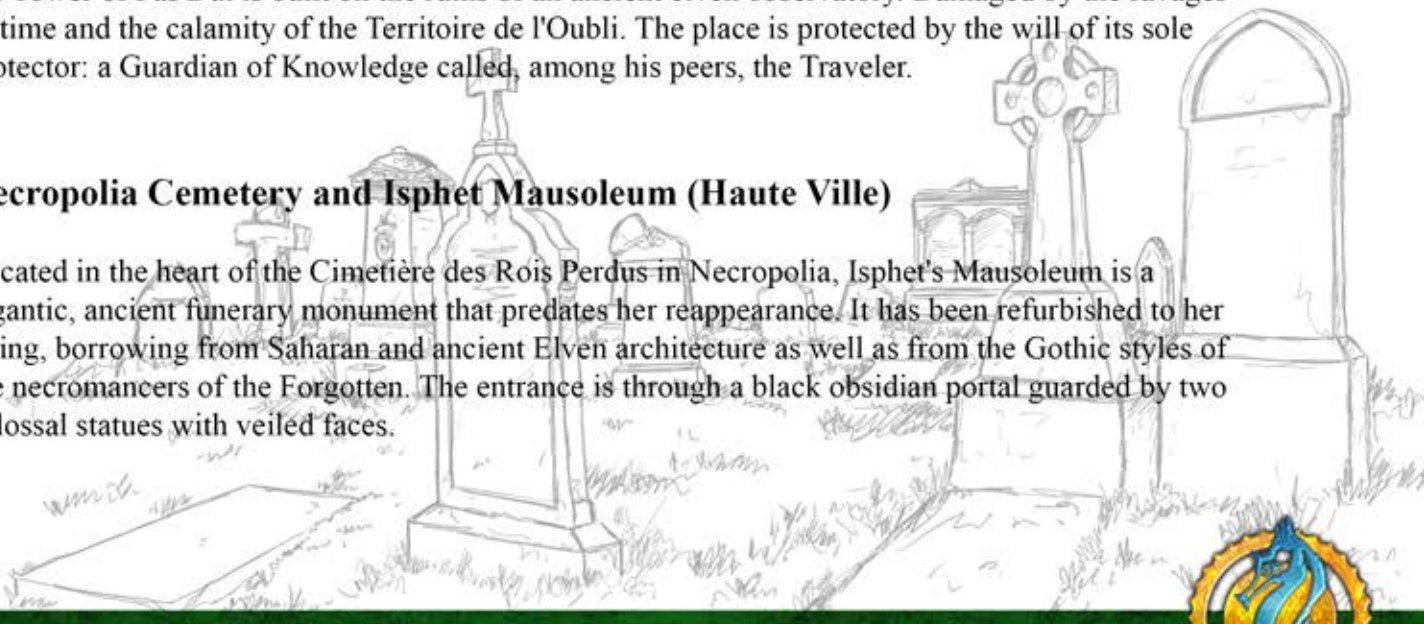 time and the calamity of the Territoire de l'Oubli. The place is protected by the will of its sole
otector: a Guardian of Knowledge called, among his peers, the Traveler.
ecropolia Cemetery and Isphet Mausoleum (Haute Ville)
cated in the heart of the Cimetière des Rois Perdus in Necropolia, Isphet's Mausoleum is a
gantic, ancient funerary monument that predates her reappearance. It has been refurbished to her
ing, borrowing from Saharan and ancient Elven architecture as well as from the Gothic styles of
e necromancers of the Forgotten. The entrance is through a black obsidian portal guarded by two
lossal statues with veiled faces.